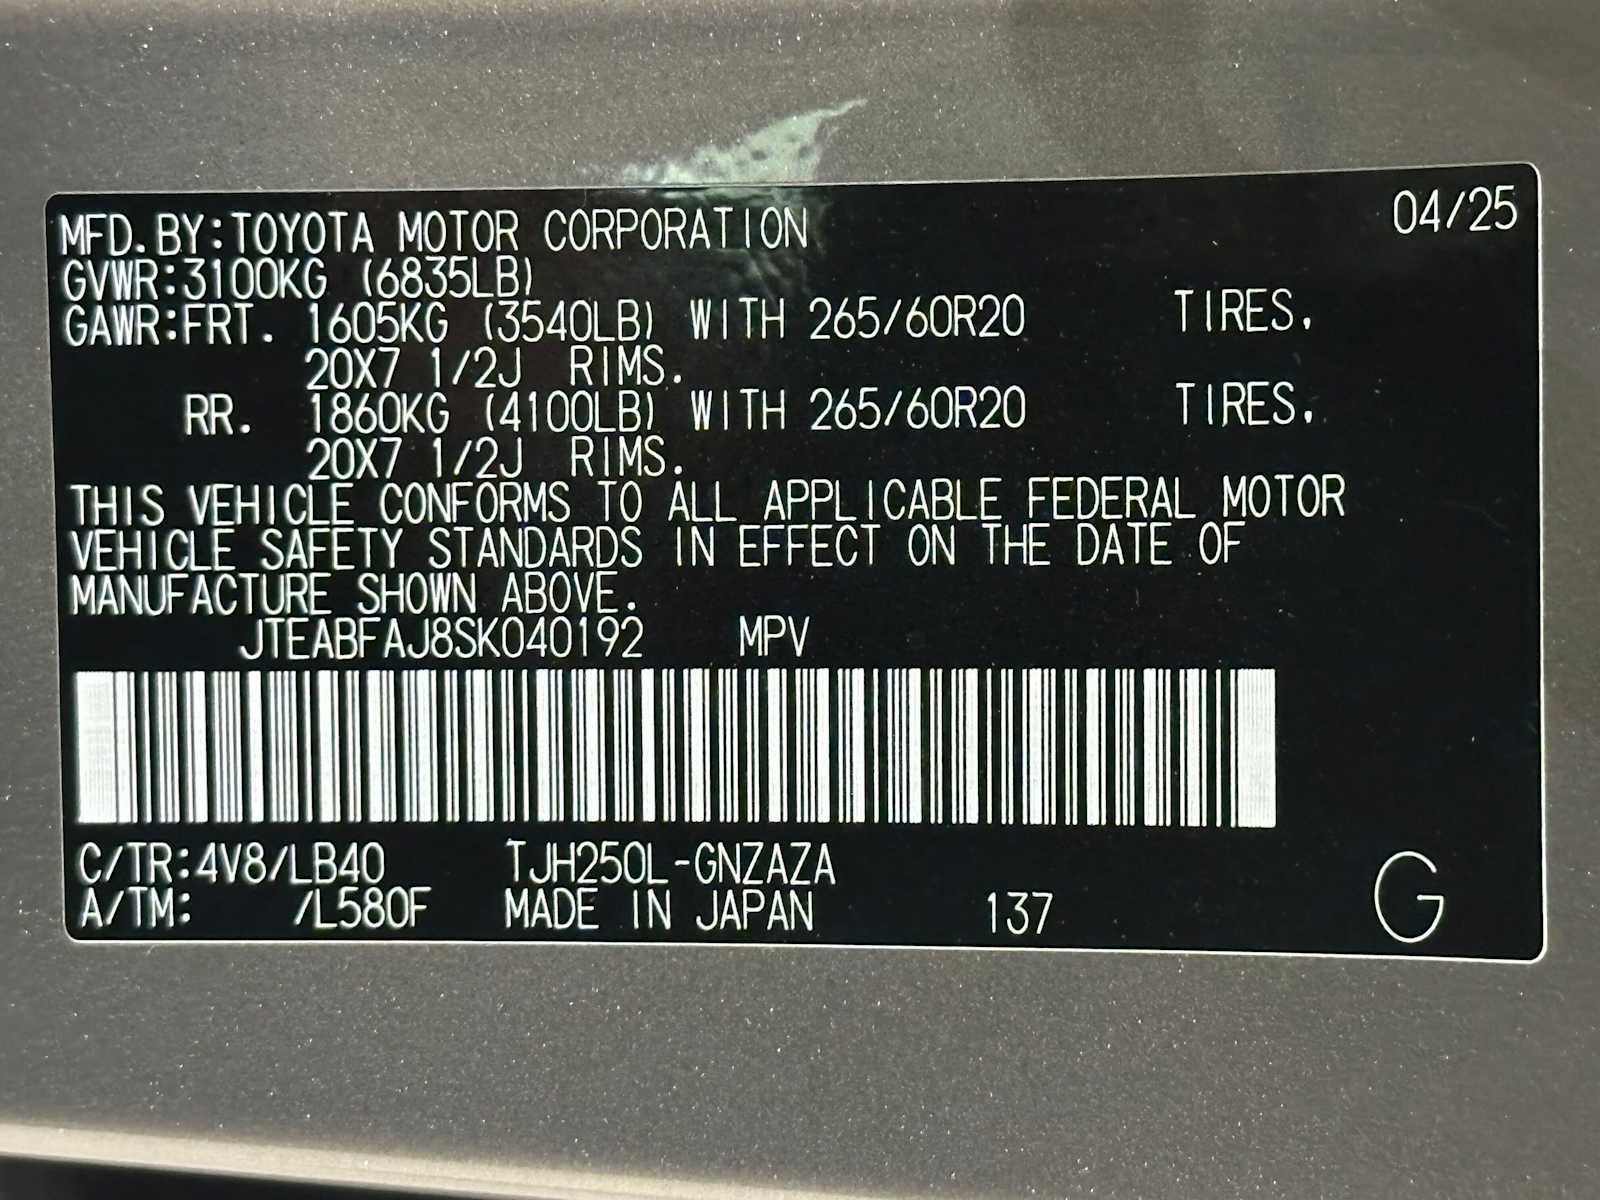 04/25
MFD.BY:TOYOTA MOTOR CORPORATION
GVWR:3100KG (6835LB)
GAWR:FRT. 1605KG (3540LB) WITH 265/60R20 TIRES,
20X7 1/2J RIMS.
RR. 1860KG (4100LB) WITH 265/60R20 TIRES,
20X7 1/2J RIMS.
THIS VEHICLE CONFORMS TO ALL APPLICABLE FEDERAL MOTOR
VEHICLE SAFETY STANDARDS IN EFFECT ON THE DATE OF
MANUFACTURE SHOWN ABOVE.
JTEABFAJ8SK040192 MPV
C/TR:4V8/LB40 TJH250L-GNZAZA
A/TM: /L580F MADE IN JAPAN 137 G